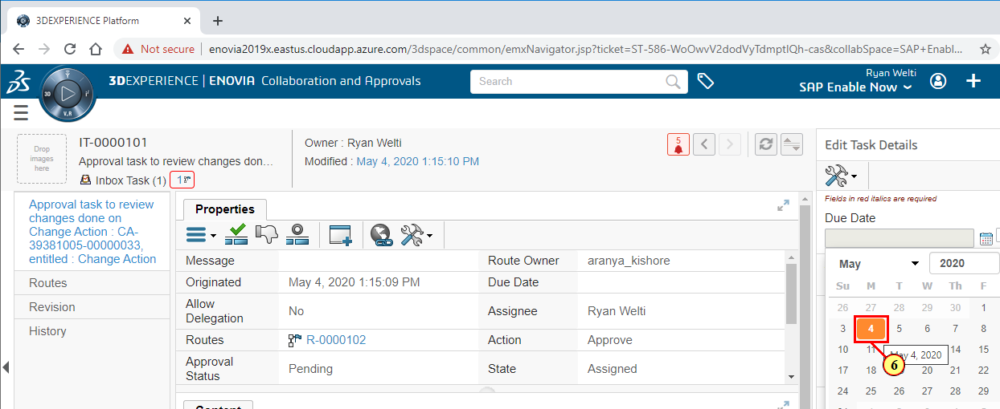 3DEXPERIENCE Platform
Not secure
enovia2019x.eastus.cloudapp.azure.com/3dspace/common/emxNavigator.jsp?ticket=ST-586-WoOwvV2dodVyTdmptIQh-cas&collabSpace=SAP+Enabl...
3DEXPERIENCE | ENOVIA Collaboration and Approvals
Search
Ryan Welti
SAP Enable Now
3D
V.R
Drop images here
IT-0000101
Approval task to review changes don...
Inbox Task (1) 1
Owner : Ryan Welti
Modified : May 4, 2020 1:15:10 PM
5
Edit Task Details
Fields in red italics are required
Due Date
Approval task to review
changes done on
Change Action : CA-
39381005-00000033,
entitled : Change Action
Routes
Revision
History
Properties
Message
Route Owner aranya_kishore
Originated May 4, 2020 1:15:09 PM
Due Date
Allow Delegation No
Assignee Ryan Welti
Routes R-0000102
Action Approve
Approval Status Pending
State Assigned
Content
May 2020
Su M T W Th F
26 27 28 29 30 1
3 4 5 6 7 8
10 11 14 15
May 4, 2020
6
17 18 20 21 22
24 25 26 27 28 29